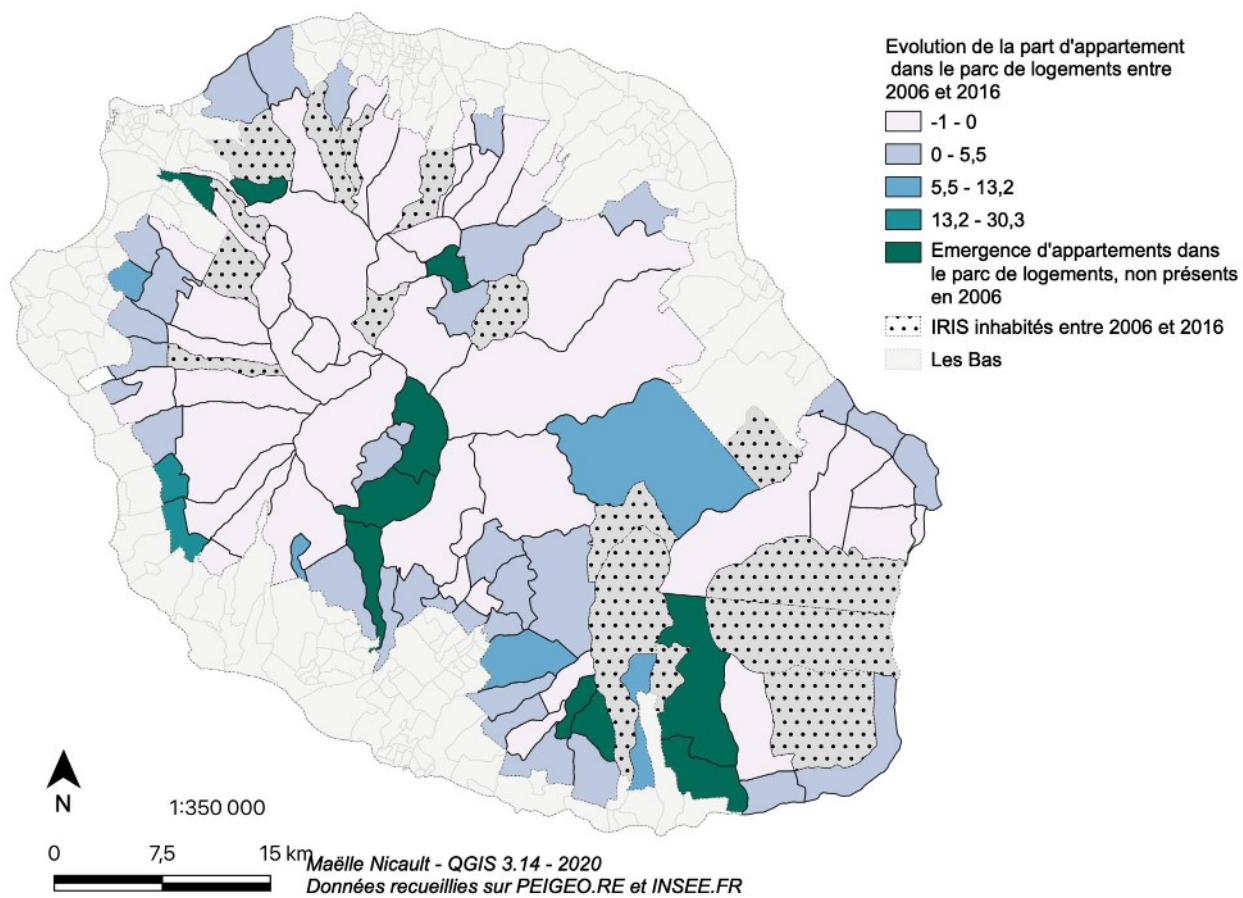 Evolution de la part d'appartement
dans le parc de logements entre
2006 et 2016
-1 - 0
0 - 5,5
5,5 - 13,2
13,2 - 30,3
Emergence d'appartements dans
le parc de logements, non présents
en 2006
IRIS inhabités entre 2006 et 2016
Les Bas
N
1:350 000
0 7,5 15 km
Maëlle Nicault - QGIS 3.14 - 2020
Données recueillies sur PEIGEO.RE et INSEE.FR